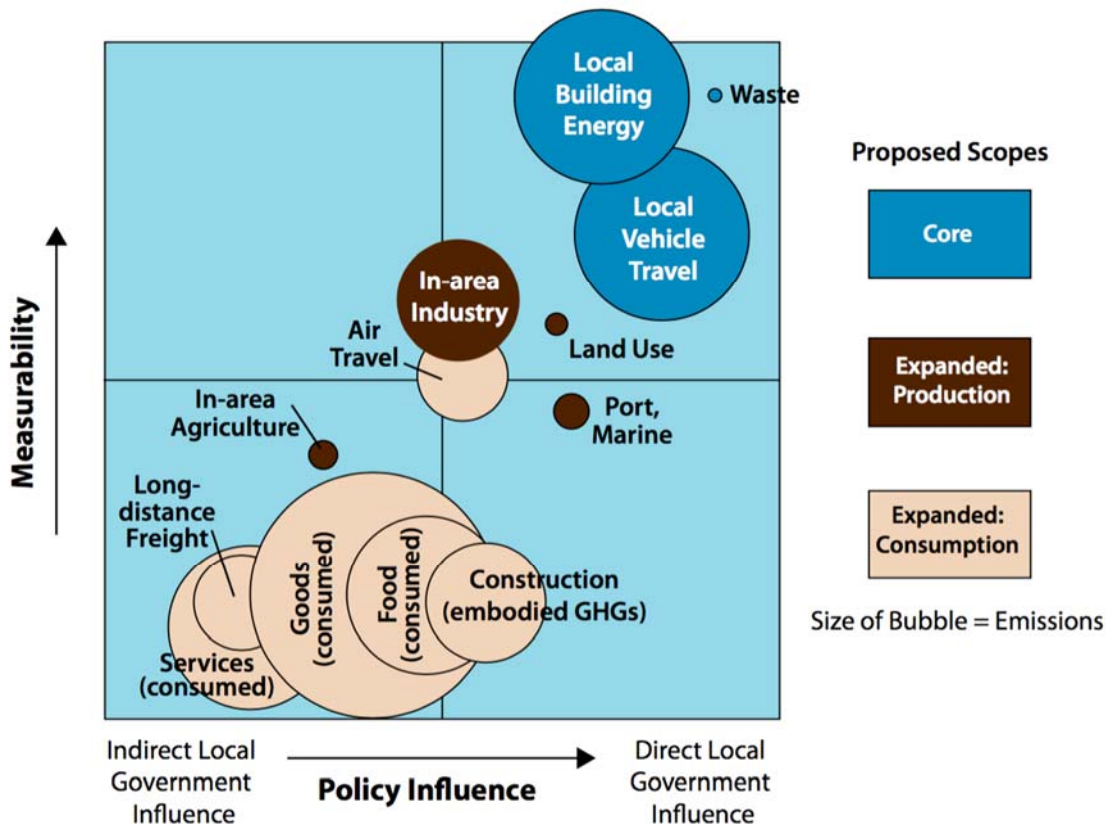 Measurability
Local
Building
Energy
Waste
Local
Vehicle
Travel
In-area
Industry
Air
Travel
Land Use
In-area
Agriculture
Port,
Marine
Long-
distance
Freight
Goods
(consumed)
Food
(consumed)
Construction
(embodied GHGs)
Services
(consumed)
Indirect Local
Government
Influence
Policy Influence
Direct Local
Government
Influence
Proposed Scopes
Core
Expanded:
Production
Expanded:
Consumption
Size of Bubble = Emissions